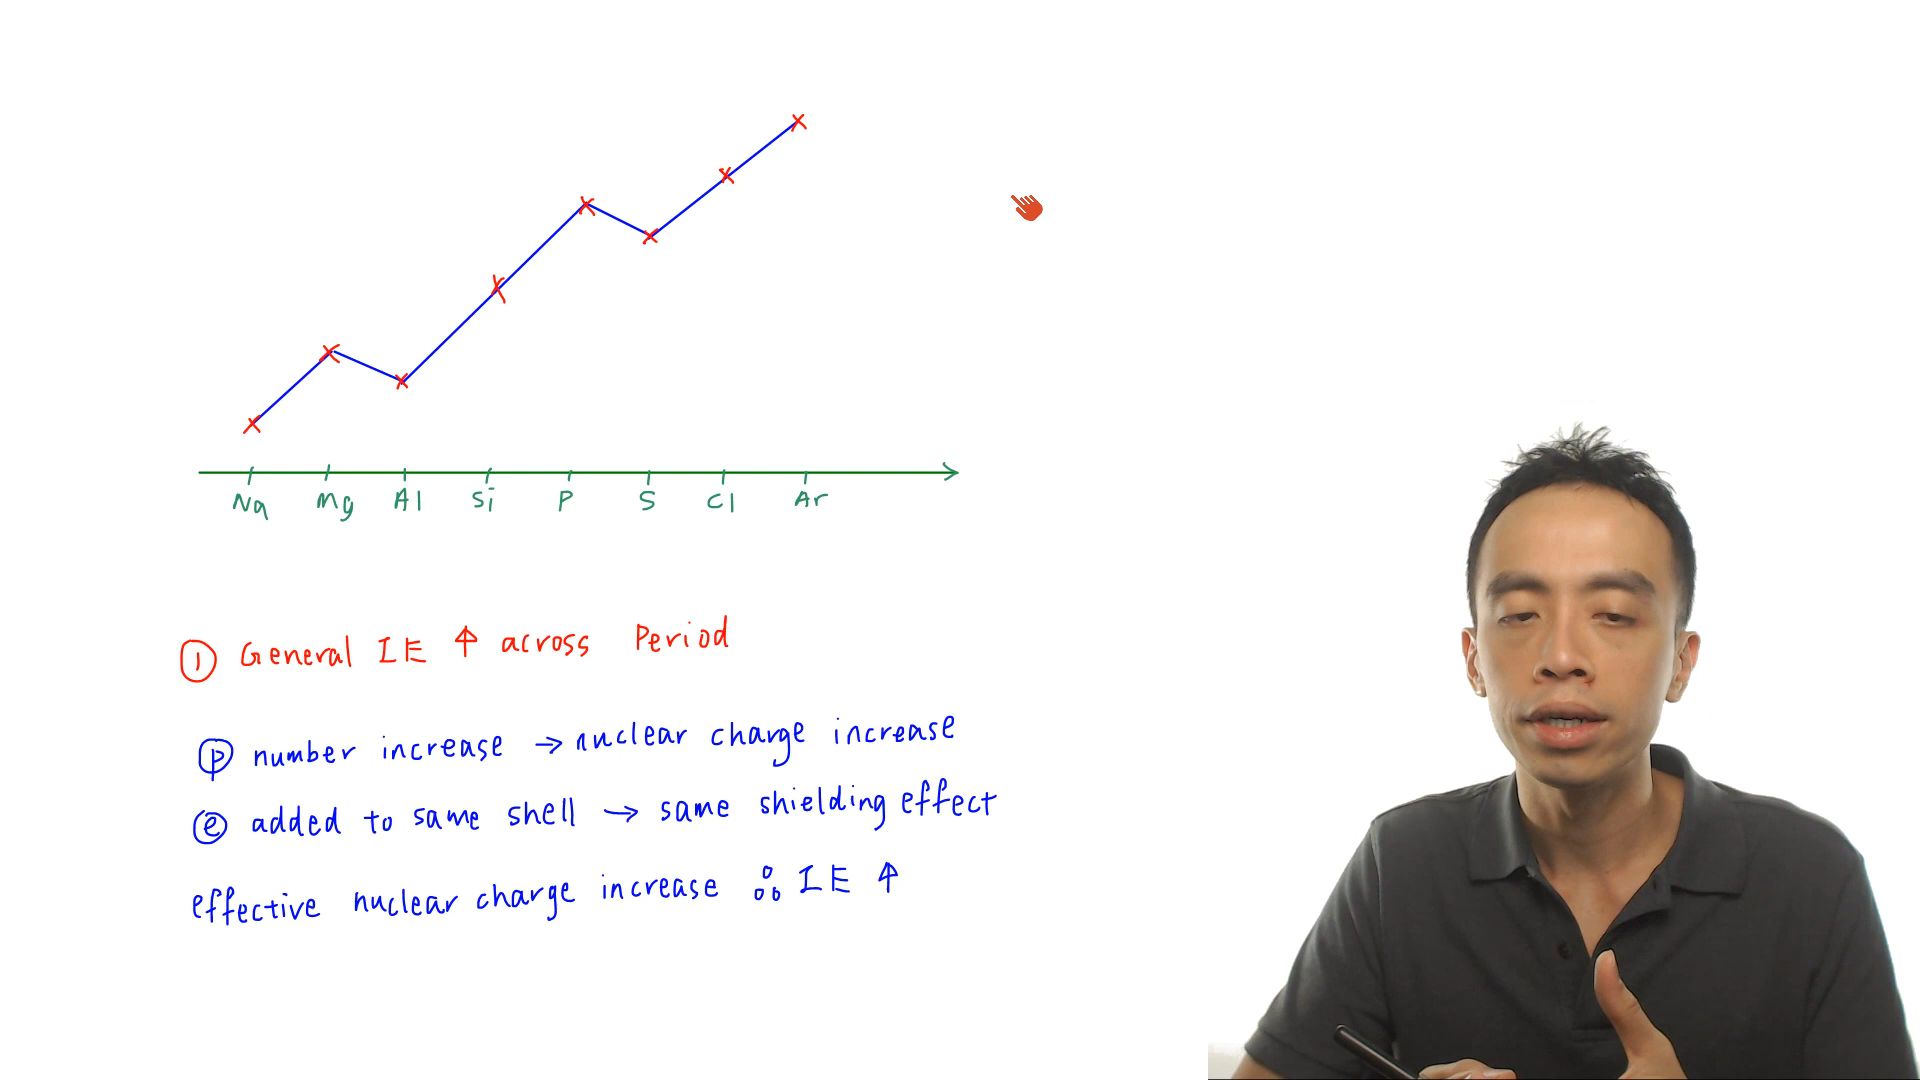 Na Mg Al Si P S Cl Ar
① General IE ↑ across Period
ⓟ number increase → nuclear charge increase
ⓔ added to same shell → same shielding effect
effective nuclear charge increase ∴ IE ↑